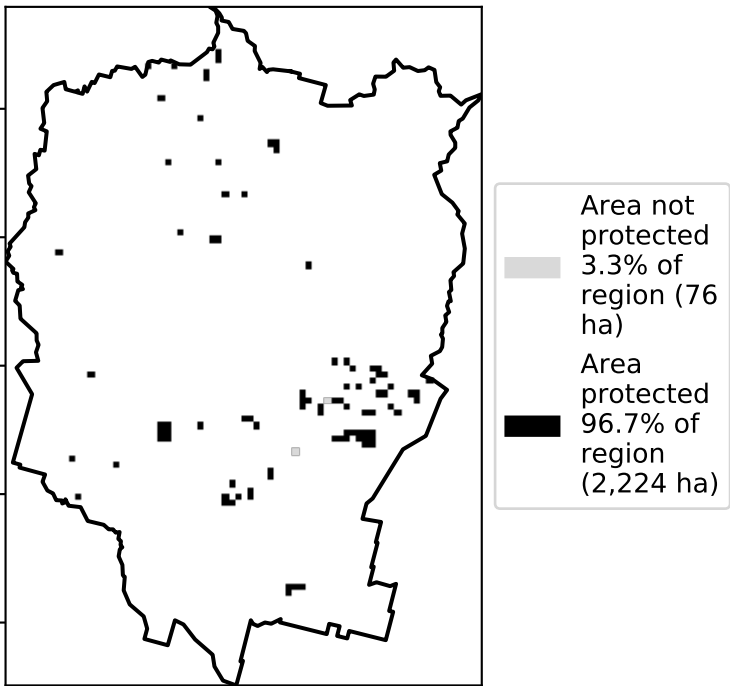 Area not
protected
3.3% of
region (76
ha)
Area
protected
96.7% of
region
(2,224 ha)